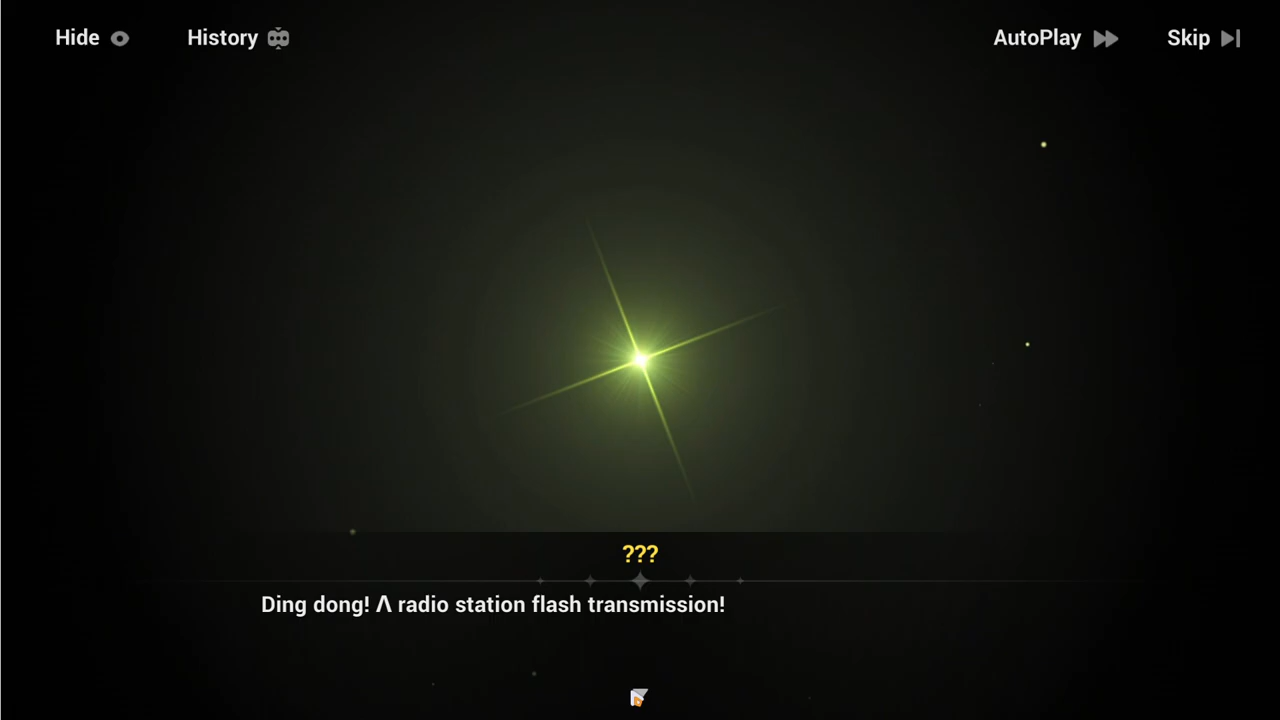 Hide
History
AutoPlay
Skip
???
Ding dong! Λ radio station flash transmission!